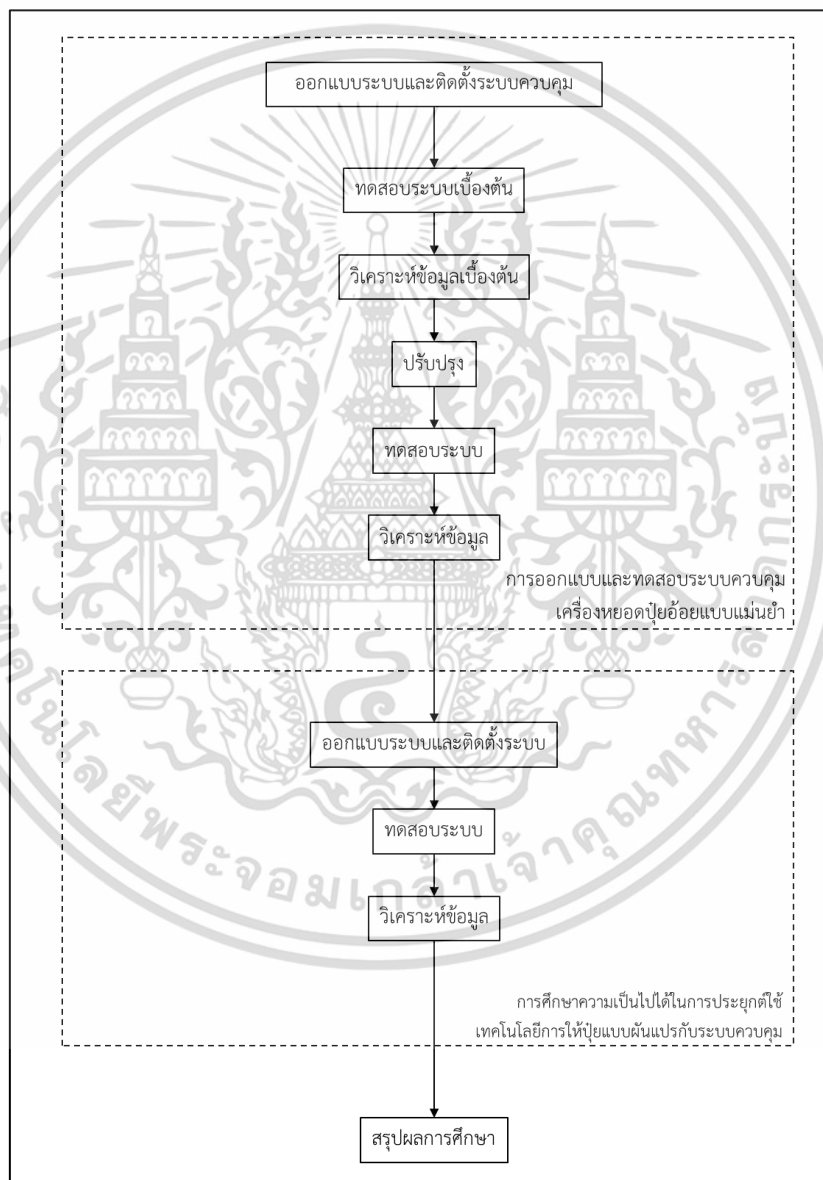 ออกแบบระบบและติดตั้งระบบควบคุม
ทดสอบระบบเบื้องต้น
วิเคราะห์ข้อมูลเบื้องต้น
ปรับปรุง
ทดสอบระบบ
วิเคราะห์ข้อมูล
การออกแบบและทดสอบระบบควบคุม
เครื่องหยอดปุ๋ยอ้อยแบบแม่นยำ
ออกแบบระบบและติดตั้งระบบ
ทดสอบระบบ
วิเคราะห์ข้อมูล
การศึกษาความเป็นไปได้ในการประยุกต์ใช้
เทคโนโลยีการให้ปุ๋ยแบบผันแปรกับระบบควบคุม
สรุปผลการศึกษา